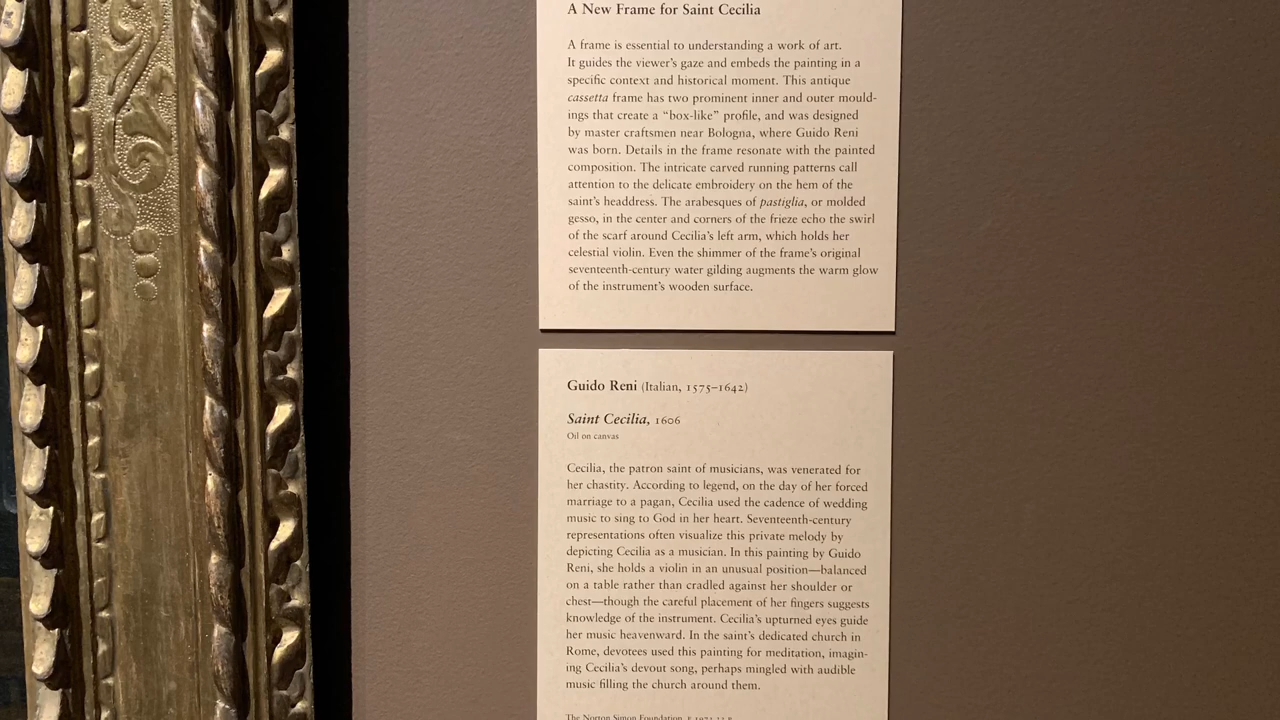 A New Frame for Saint Cecilia
A frame is essential to understanding a work of art.
It guides the viewer's gaze and embeds the painting in a
specific context and historical moment. This antique
cassetta frame has two prominent inner and outer mould-
ings that create a “box-like” profile, and was designed
by master craftsmen near Bologna, where Guido Reni
was born. Details in the frame resonate with the painted
composition. The intricate carved running patterns call
attention to the delicate embroidery on the hem of the
saint's headdress. The arabesques of pastiglia, or molded
gesso, in the center and corners of the frieze echo the swirl
of the scarf around Cecilia's left arm, which holds her
celestial violin. Even the shimmer of the frame's original
seventeenth-century water gilding augments the warm glow
of the instrument's wooden surface.
Guido Reni (Italian, 1575–1642)
Saint Cecilia, 1606
Oil on canvas
Cecilia, the patron saint of musicians, was venerated for
her chastity. According to legend, on the day of her forced
marriage to a pagan, Cecilia used the cadence of wedding
music to sing to God in her heart. Seventeenth-century
representations often visualize this private melody by
depicting Cecilia as a musician. In this painting by Guido
Reni, she holds a violin in an unusual position—balanced
on a table rather than cradled against her shoulder or
chest—though the careful placement of her fingers suggests
knowledge of the instrument. Cecilia's upturned eyes guide
her music heavenward. In the saint's dedicated church in
Rome, devotees used this painting for meditation, imagin-
ing Cecilia's devout song, perhaps mingled with audible
music filling the church around them.
The Norton Simon Foundation,